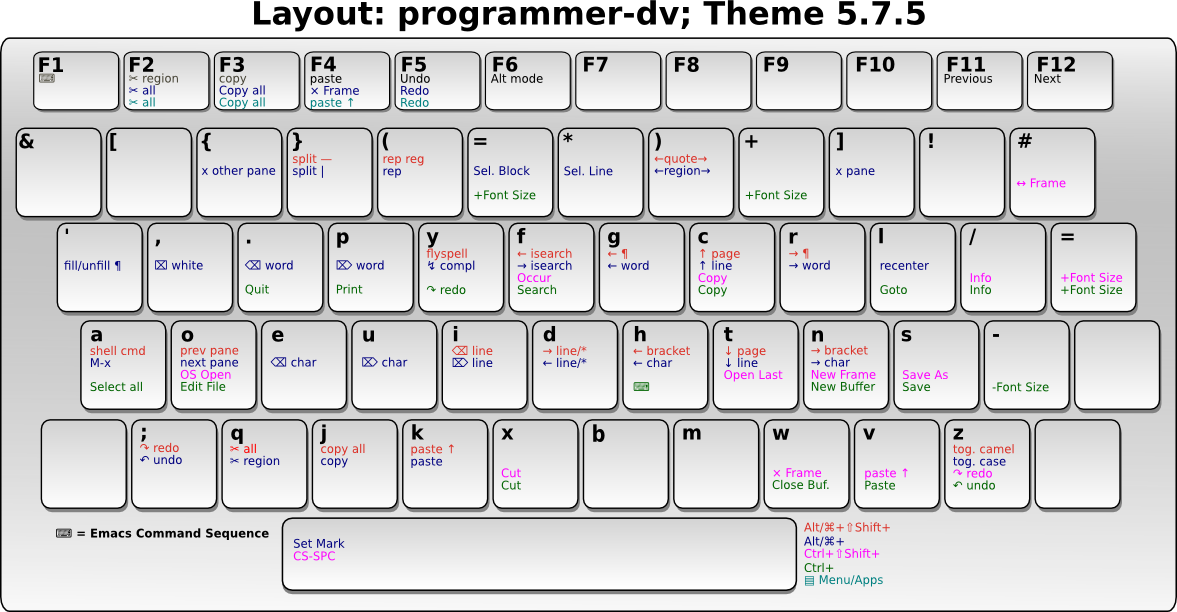 Layout: programmer-dv; Theme 5.7.5
F1
⌨
F2
✂ region
✂ all
✂ all
F3
copy
Copy all
Copy all
F4
paste
× Frame
paste ↑
F5
Undo
Redo
Redo
F6
Alt mode
F7
F8
F9
F10
F11
Previous
F12
Next
&
[
{
x other pane
}
split —
split |
(
rep reg
rep
=
Sel. Block
+Font Size
*
Sel. Line
)
←quote→
←region→
+
+Font Size
]
x pane
!
#
↔ Frame
'
fill/unfill ¶
,
⌧ white
.
⌫ word
Quit
p
⌦ word
Print
y
flyspell
↯ compl
↷ redo
f
← isearch
→ isearch
Occur
Search
g
← ¶
← word
c
↑ page
↑ line
Copy
Copy
r
→ ¶
→ word
l
recenter
Goto
/
Info
Info
=
+Font Size
+Font Size
a
shell cmd
M-x
Select all
o
prev pane
next pane
OS Open
Edit File
e
⌫ char
u
⌦ char
i
⌫ line
⌦ line
d
→ line/*
← line/*
h
← bracket
← char
⌨
t
↓ page
↓ line
Open Last
n
→ bracket
→ char
New Frame
New Buffer
s
Save As
Save
-
-Font Size
;
↷ redo
↶ undo
q
✂ all
✂ region
j
copy all
copy
k
paste ↑
paste
x
Cut
Cut
b
m
w
× Frame
Close Buf.
v
paste ↑
Paste
z
tog. camel
tog. case
↷ redo
↶ undo
⌨ = Emacs Command Sequence
Set Mark
CS-SPC
Alt/⌘+⇧Shift+
Alt/⌘+
Ctrl+⇧Shift+
Ctrl+
▤ Menu/Apps